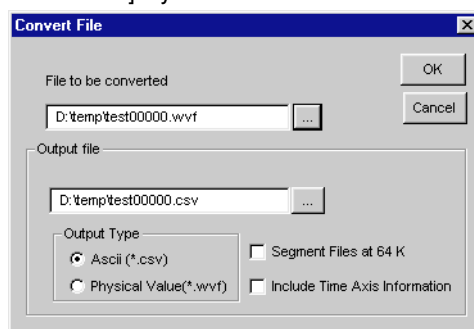 Convert File
OK
File to be converted
Cancel
D:\temp\test00000.wvf
...
Output file
D:\temp\test00000.csv
...
Output Type
Ascii (*.csv)
Segment Files at 64 K
Physical Value(*.wvf)
Include Time Axis Information